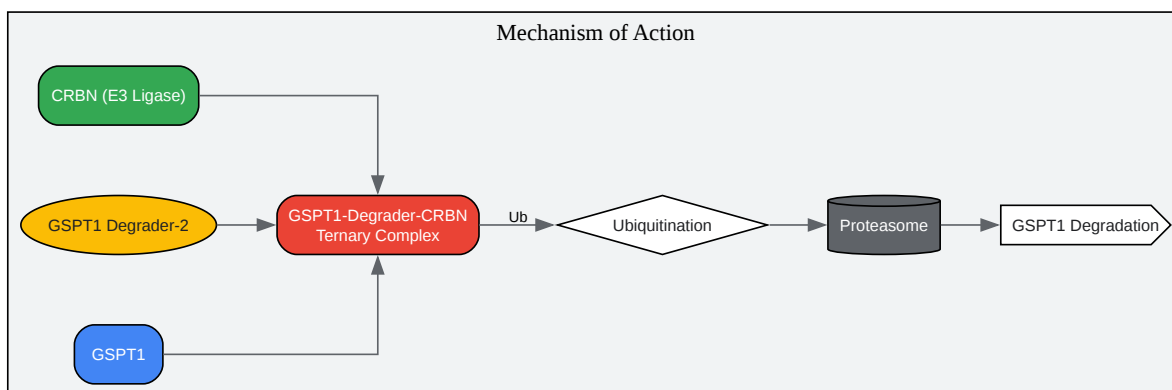 Mechanism of Action
CRBN (E3 Ligase)
GSPT1 Degrader-2
GSPT1-Degrader-CRBN
Ternary Complex
Ub
Ubiquitination
Proteasome
GSPT1 Degradation
GSPT1